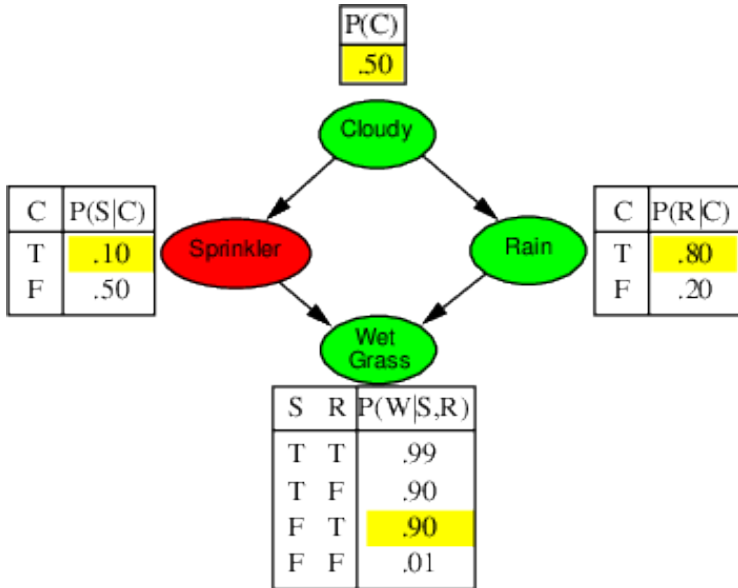 P(C)
.50
Cloudy
C P(S|C)
T .10
F .50
Sprinkler
Rain
C P(R|C)
T .80
F .20
Wet
Grass
S R P(W|S,R)
T T .99
T F .90
F T .90
F F .01